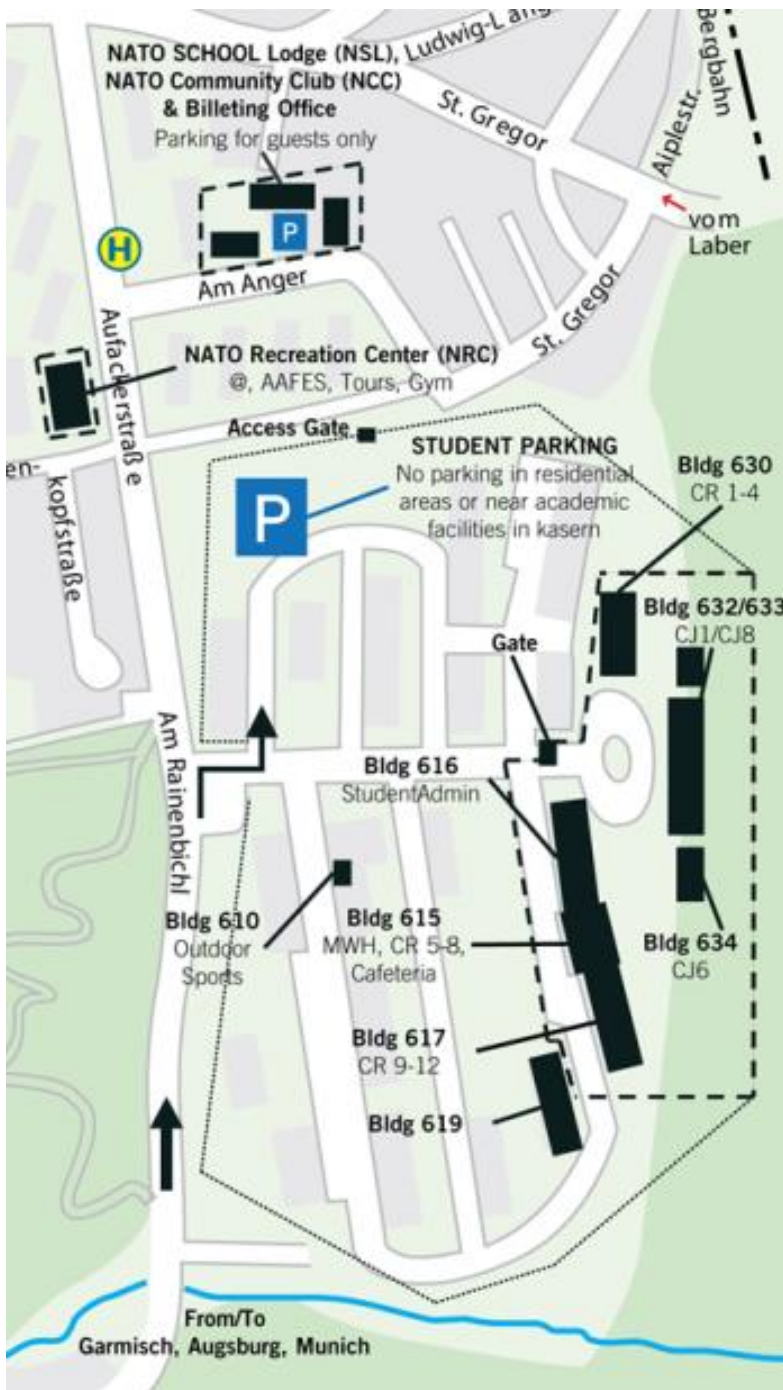 NATO SCHOOL Lodge (NSL),
NATO Community Club (NCC)
& Billeting Office
Parking for guests only
Ludwig-Lang
St. Gregor
Bergbahn
Aiplestr.
vom
Laber
P
H
Am Anger
St. Gregor
Aufackerstraße
NATO Recreation Center (NRC)
@, AAFES, Tours, Gym
Access Gate
en-
kopfstraße
P
STUDENT PARKING
No parking in residential
areas or near academic
facilities in kasern
Bldg 630
CR 1-4
Bldg 632/633
CJ1/CJ8
Gate
Am Rainenbichl
Bldg 616
StudentAdmin
Bldg 610
Outdoor
Sports
Bldg 615
MWH, CR 5-8,
Cafeteria
Bldg 634
CJ6
Bldg 617
CR 9-12
Bldg 619
From/To
Garmisch, Augsburg, Munich